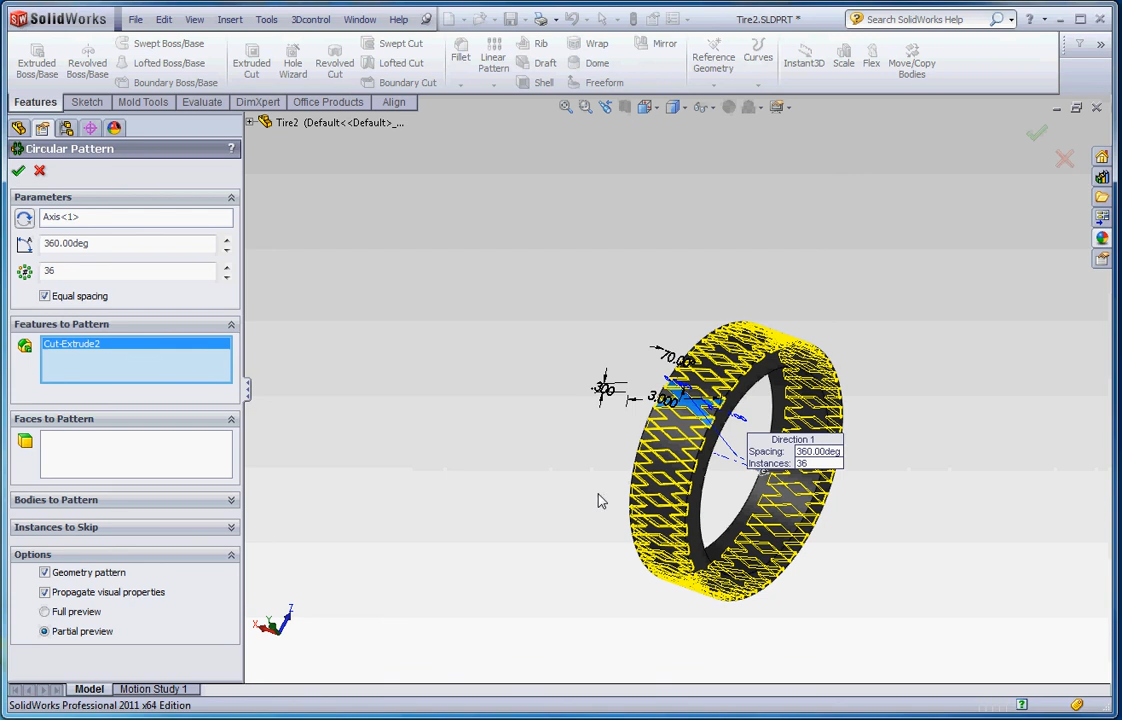 SolidWorks File Edit View Insert Tools 3Dcontrol Window Help Tire2.SLDPRT * Search SolidWorks Help
Swept Boss/Base Swept Cut Rib Wrap Mirror
Extruded Boss/Base Revolved Boss/Base Lofted Boss/Base Extruded Cut Hole Wizard Revolved Cut Lofted Cut Fillet Linear Pattern Draft Dome Reference Geometry Curves Instant3D Scale Flex Move/Copy Bodies
Boundary Boss/Base Boundary Cut Shell Freeform
Features Sketch Mold Tools Evaluate DimXpert Office Products Align
Tire2 (Default<<Default>_...
Circular Pattern ?
Parameters
Axis<1>
360.00deg
36
Equal spacing
Features to Pattern
Cut-Extrude2
Faces to Pattern
Bodies to Pattern
Instances to Skip
Options
Geometry pattern
Propagate visual properties
Full preview
Partial preview
70.00
.300
3.000
Direction 1
Spacing: 360.00deg
Instances: 36
X Y Z
Model Motion Study 1
SolidWorks Professional 2011 x64 Edition